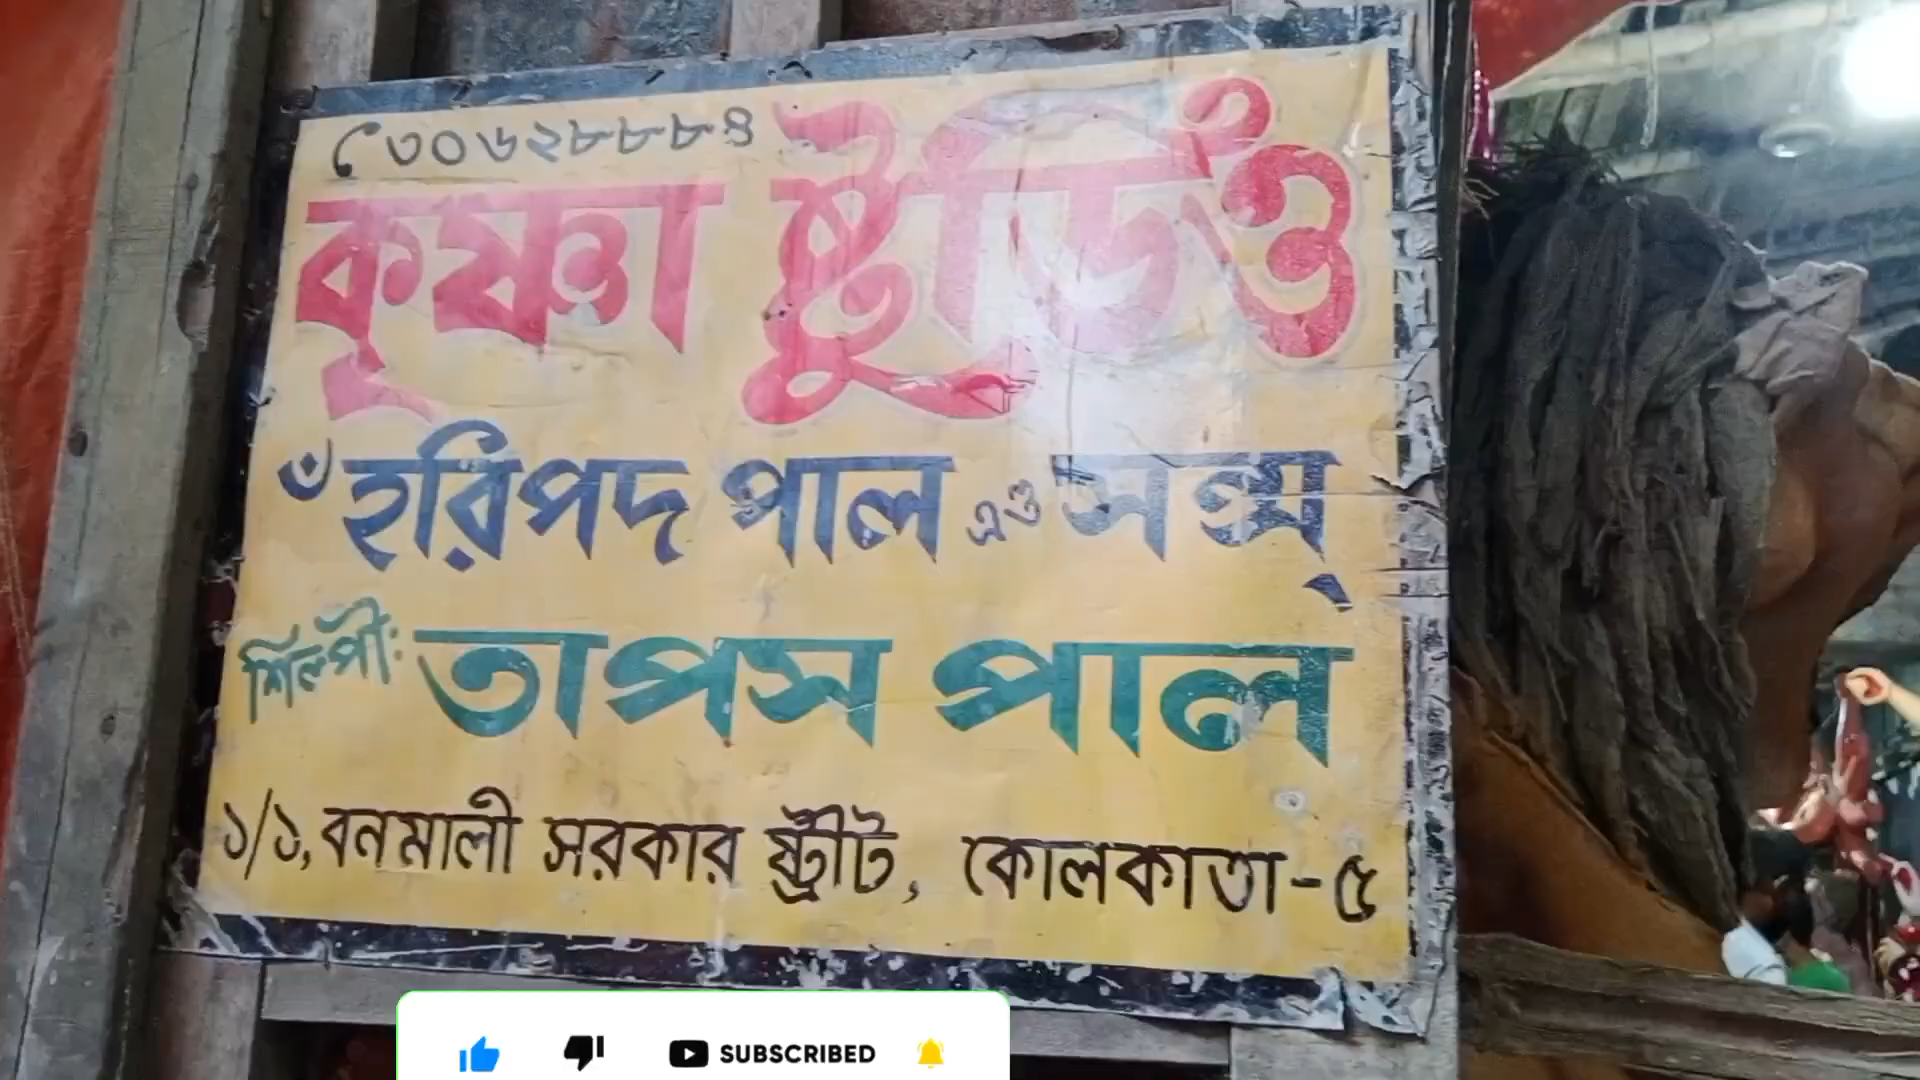 ৩০৬২৮৮৮৪
কৃষ্ণা ষ্টুডিও
ঁ হরিপদ পাল এণ্ড সন্স্
শিল্পী: তাপস পাল
১/১, বনমালী সরকার ষ্ট্রীট, কোলকাতা-৫
SUBSCRIBED